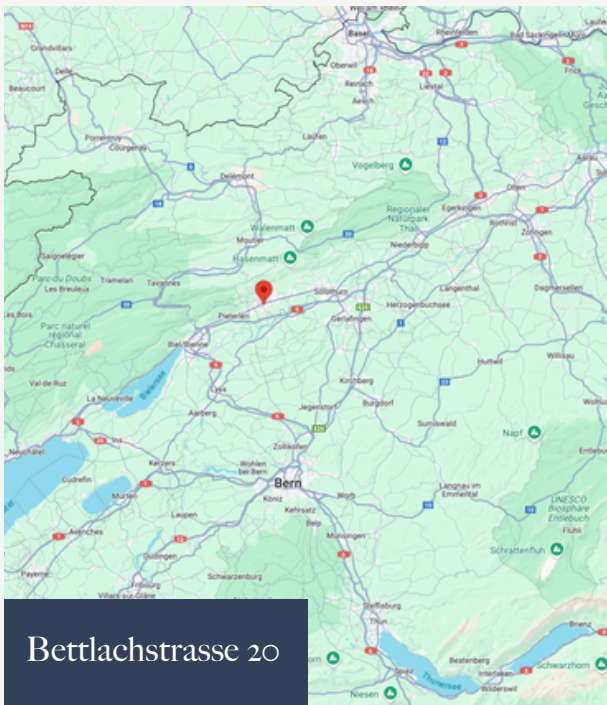 Basel
Rheinfelden
Grandvillars
Delle
Oberwil
Reinach
Aesch
Liestal
Frick
Beaucourt
Porrentruy
Courgenay
Laufen
Vogelberg
Aarau
Delémont
Olten
Egerkingen
Regionaler
Naturpark
Thal
Rothrist
Zofingen
Walenmatt
Moutier
Niederbipp
Saignelégier
Hasenmatt
Parc du Doubs
Les Breuleux
Tramelan
Tavannes
Langenthal
Dagmersellen
Solothurn
Herzogenbuchsee
Pieterlen
Gerlafingen
Parc naturel
régional
Chasseral
Biel/Bienne
Huttwil
Willisau
Val-de-Ruz
Bielersee
Lyss
Kirchberg
Burgdorf
La Neuveville
Aarberg
Jegenstorf
Sumiswald
Napf
Neuchâtel
Ins
Zollikofen
Kerzers
Wohlen
bei Bern
Cudrefin
Bern
Worb
Langnau im
Emmental
Murten
Köniz
Kehrsatz
Belp
UNESCO
Biosphäre
Entlebuch
Avenches
Laupen
Münsingen
Flühli
Düdingen
Schrattenfluh
Payerne
Fribourg
Villars-sur-Glâne
Schwarzenburg
Steffisburg
Thun
Brienz
Beatenberg
Thunersee
Interlaken
Schwarzhorn
Spiez
Wilderswil
Niesen
Bettlachstrasse 20